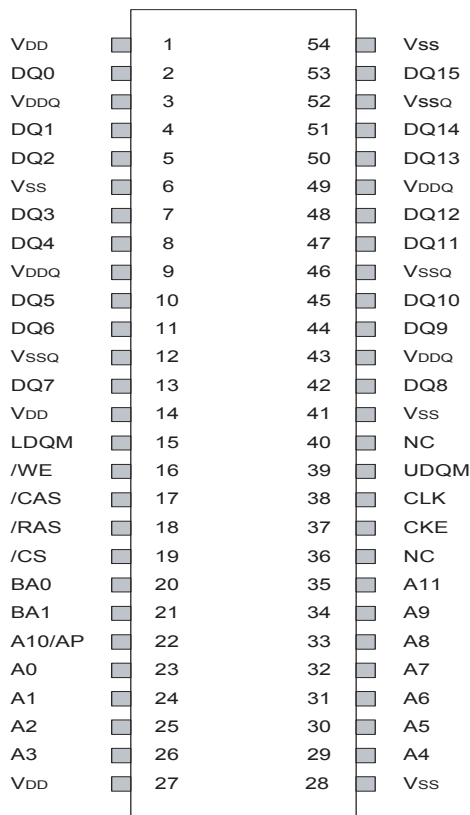 VDD 1 54 Vss
DQ0 2 53 DQ15
VDDQ 3 52 VssQ
DQ1 4 51 DQ14
DQ2 5 50 DQ13
VSS 6 49 VDDQ
DQ3 7 48 DQ12
DQ4 8 47 DQ11
VDDQ 9 46 VSSQ
DQ5 10 45 DQ10
DQ6 11 44 DQ9
VSSQ 12 43 VDDQ
DQ7 13 42 DQ8
VDD 14 41 VSS
LDQM 15 40 NC
/WE 16 39 UDQM
/CAS 17 38 CLK
/RAS 18 37 CKE
/CS 19 36 NC
BA0 20 35 A11
BA1 21 34 A9
A10/AP 22 33 A8
A0 23 32 A7
A1 24 31 A6
A2 25 30 A5
A3 26 29 A4
VDD 27 28 VSS